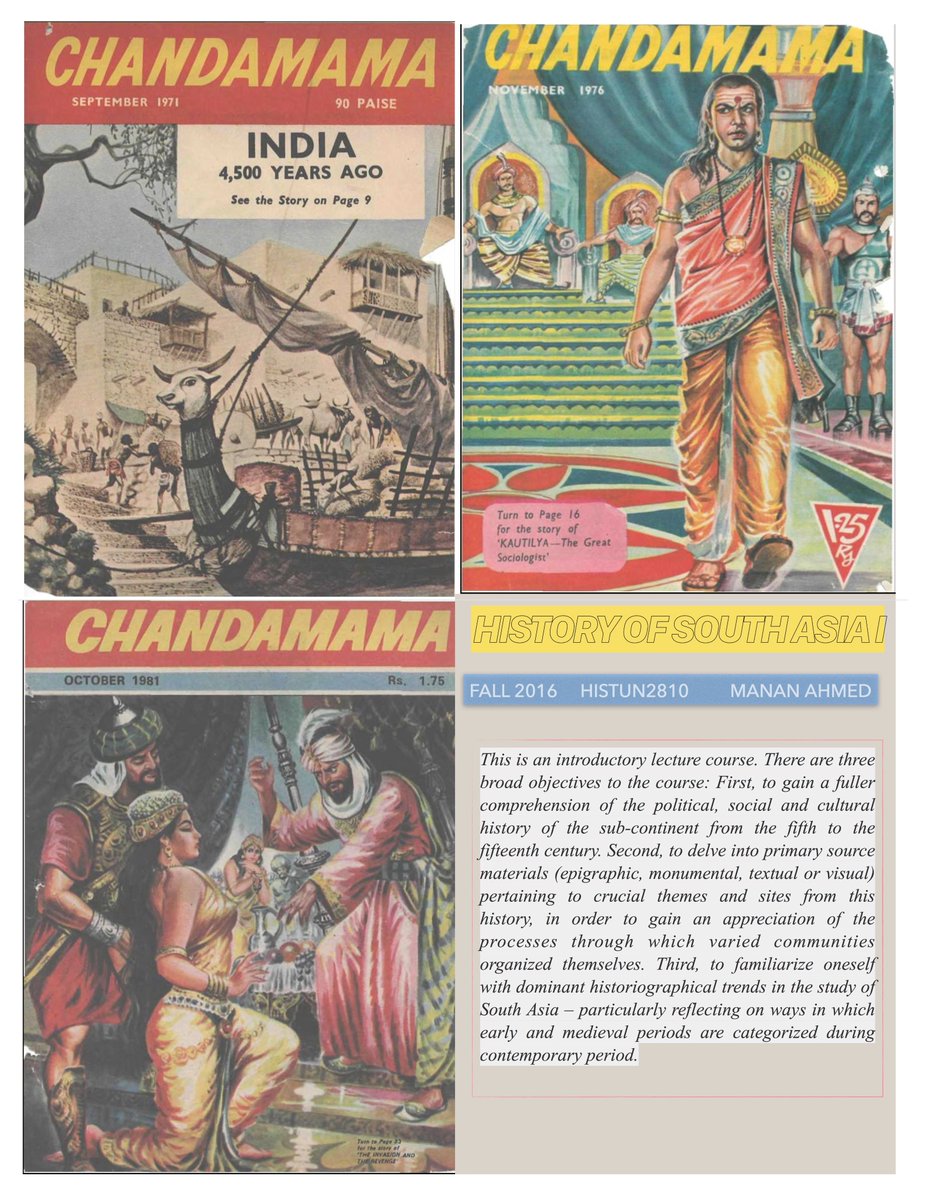 CHANDAMAMA
SEPTEMBER 1971 90 PAISE
INDIA
4,500 YEARS AGO
See the Story on Page 9
CHANDAMAMA
NOVEMBER 1976
Turn to Page 16
for the story of
'KAUTILYA—The Great
Sociologist'
1·25
Rs
CHANDAMAMA
OCTOBER 1981 Rs. 1.75
Turn to Page 53
for the story of
'THE INVASION AND
THE REVENGE'
HISTORY OF SOUTH ASIA I
FALL 2016 HISTUN2810 MANAN AHMED
This is an introductory lecture course. There are three
broad objectives to the course: First, to gain a fuller
comprehension of the political, social and cultural
history of the sub-continent from the fifth to the
fifteenth century. Second, to delve into primary source
materials (epigraphic, monumental, textual or visual)
pertaining to crucial themes and sites from this
history, in order to gain an appreciation of the
processes through which varied communities
organized themselves. Third, to familiarize oneself
with dominant historiographical trends in the study of
South Asia – particularly reflecting on ways in which
early and medieval periods are categorized during
contemporary period.